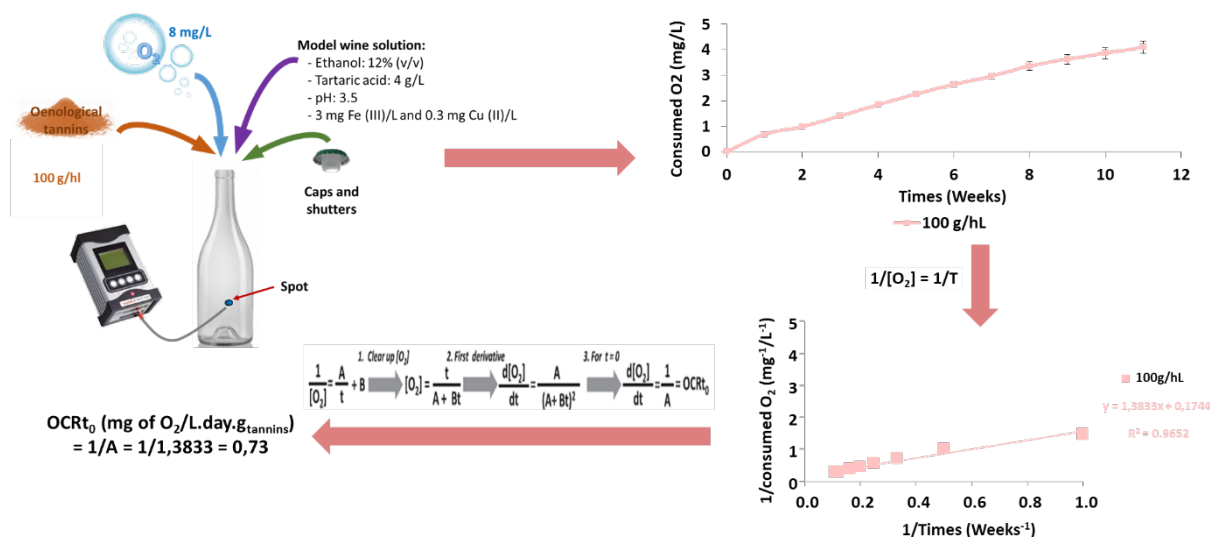 8 mg/L
O2
Oenological
tannins
100 g/hl
Model wine solution:
- Ethanol: 12% (v/v)
- Tartaric acid: 4 g/L
- pH: 3.5
- 3 mg Fe (III)/L and 0.3 mg Cu (II)/L
Caps and
shutters
Spot
Consumed O2 (mg/L)
5
4
3
2
1
0
0 2 4 6 8 10 12
Times (Weeks)
100 g/hL
1/[O₂] = 1/T
1/consumed O₂ (mg⁻¹/L⁻¹)
5
4
3
2
1
0
0.0 0.2 0.4 0.6 0.8 1.0
1/Times (Weeks⁻¹)
100g/hL
y = 1,3833x + 0,1744
R² = 0.9652
1. Clear up [O₂] 2. First derivative 3. For t = 0
1/[O₂] = A/t + B [O₂] = t/(A + Bt) d[O₂]/dt = A/(A+ Bt)² d[O₂]/dt = 1/A = OCRt₀
OCRt₀ (mg of O₂/L.day.g tannins)
= 1/A = 1/1,3833 = 0,73